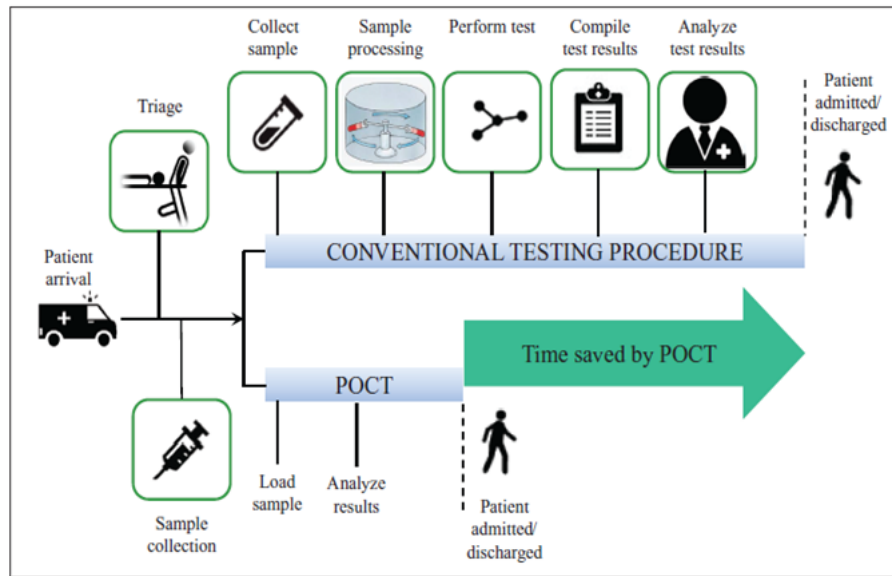 Collect
sample
Sample
processing
Perform test
Compile
test results
Analyze
test results
Patient
admitted/
discharged
Triage
Patient
arrival
CONVENTIONAL TESTING PROCEDURE
Time saved by POCT
POCT
Load
sample
Analyze
results
Patient
admitted/
discharged
Sample
collection